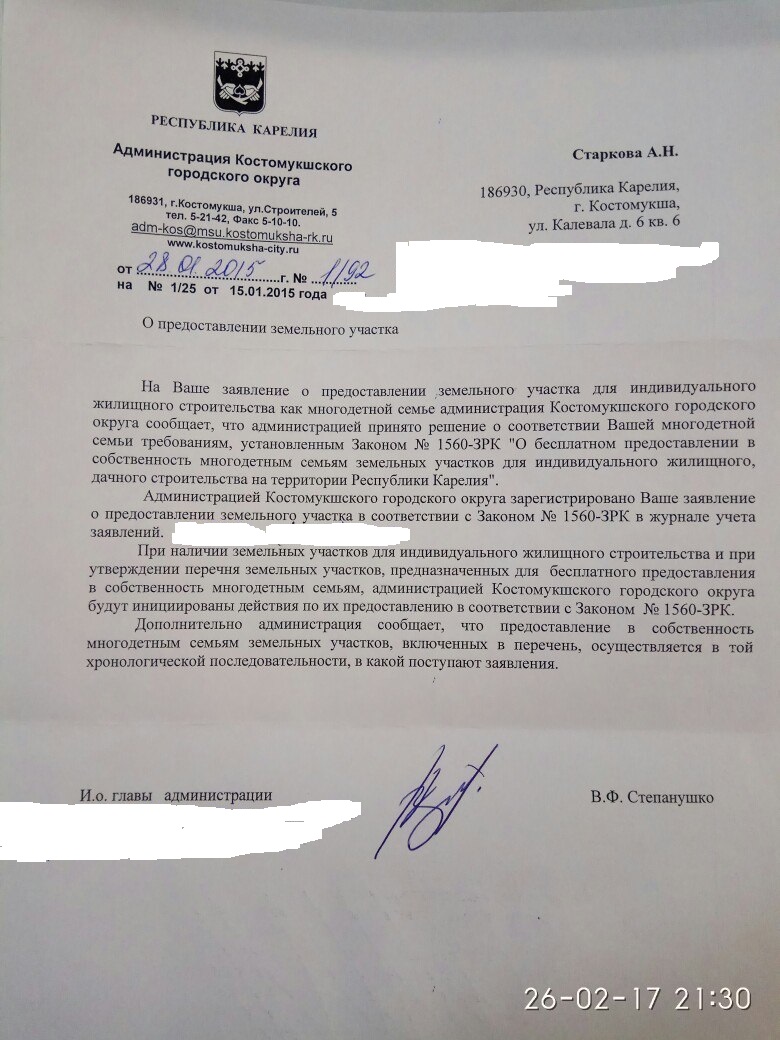 РЕСПУБЛИКА КАРЕЛИЯ
Администрация Костомукшского
городского округа
186931, г.Костомукша, ул.Строителей, 5
тел. 5-21-42, Факс 5-10-10.
adm-kos@msu.kostomuksha-rk.ru
www.kostomuksha-city.ru
от 28.01.2015 г. № 1192
на № 1/25 от 15.01.2015 года
Старкова А.Н.
186930, Республика Карелия,
г. Костомукша,
ул. Калевала д. 6 кв. 6
О предоставлении земельного участка
На Ваше заявление о предоставлении земельного участка для индивидуального
жилищного строительства как многодетной семье администрация Костомукшского городского
округа сообщает, что администрацией принято решение о соответствии Вашей многодетной
семьи требованиям, установленным Законом № 1560-ЗРК "О бесплатном предоставлении в
собственность многодетным семьям земельных участков для индивидуального жилищного,
дачного строительства на территории Республики Карелия".
Администрацией Костомукшского городского округа зарегистрировано Ваше заявление
о предоставлении земельного участка в соответствии с Законом № 1560-ЗРК в журнале учета
заявлений.
При наличии земельных участков для индивидуального жилищного строительства и при
утверждении перечня земельных участков, предназначенных для бесплатного предоставления
в собственность многодетным семьям, администрацией Костомукшского городского округа
будут инициированы действия по их предоставлению в соответствии с Законом № 1560-ЗРК.
Дополнительно администрация сообщает, что предоставление в собственность
многодетным семьям земельных участков, включенных в перечень, осуществляется в той
хронологической последовательности, в какой поступают заявления.
И.о. главы администрации
В.Ф. Степанушко
26-02-17 21:30